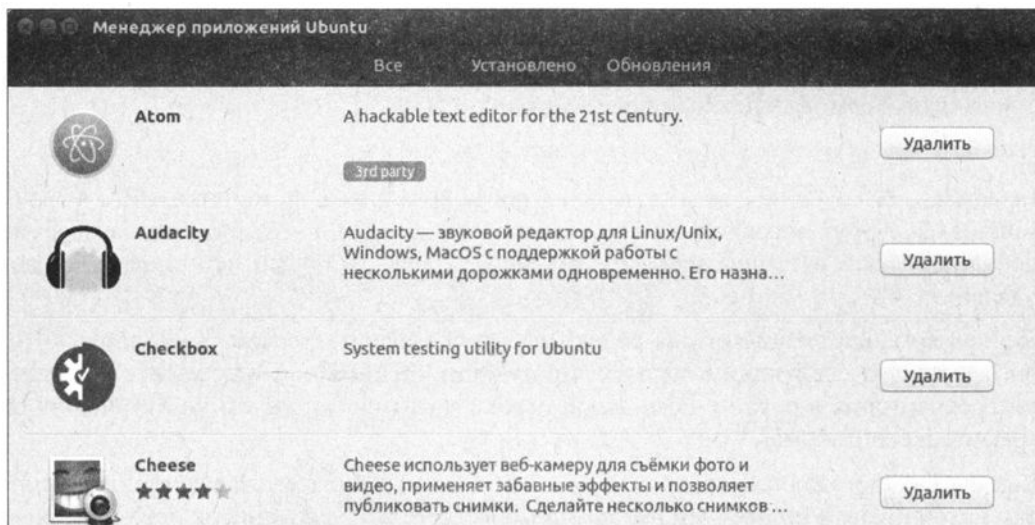 Менеджер приложений Ubuntu
Все Установлено Обновления
Atom
A hackable text editor for the 21st Century.
3rd party
Удалить
Audacity
Audacity — звуковой редактор для Linux/Unix,
Windows, MacOS с поддержкой работы с
несколькими дорожками одновременно. Его назна...
Удалить
Checkbox
System testing utility for Ubuntu
Удалить
Cheese
Cheese использует веб-камеру для съёмки фото и
видео, применяет забавные эффекты и позволяет
публиковать снимки. Сделайте несколько снимков ...
Удалить